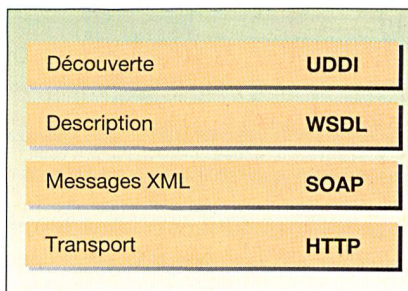 Découverte UDDI
Description WSDL
Messages XML SOAP
Transport HTTP